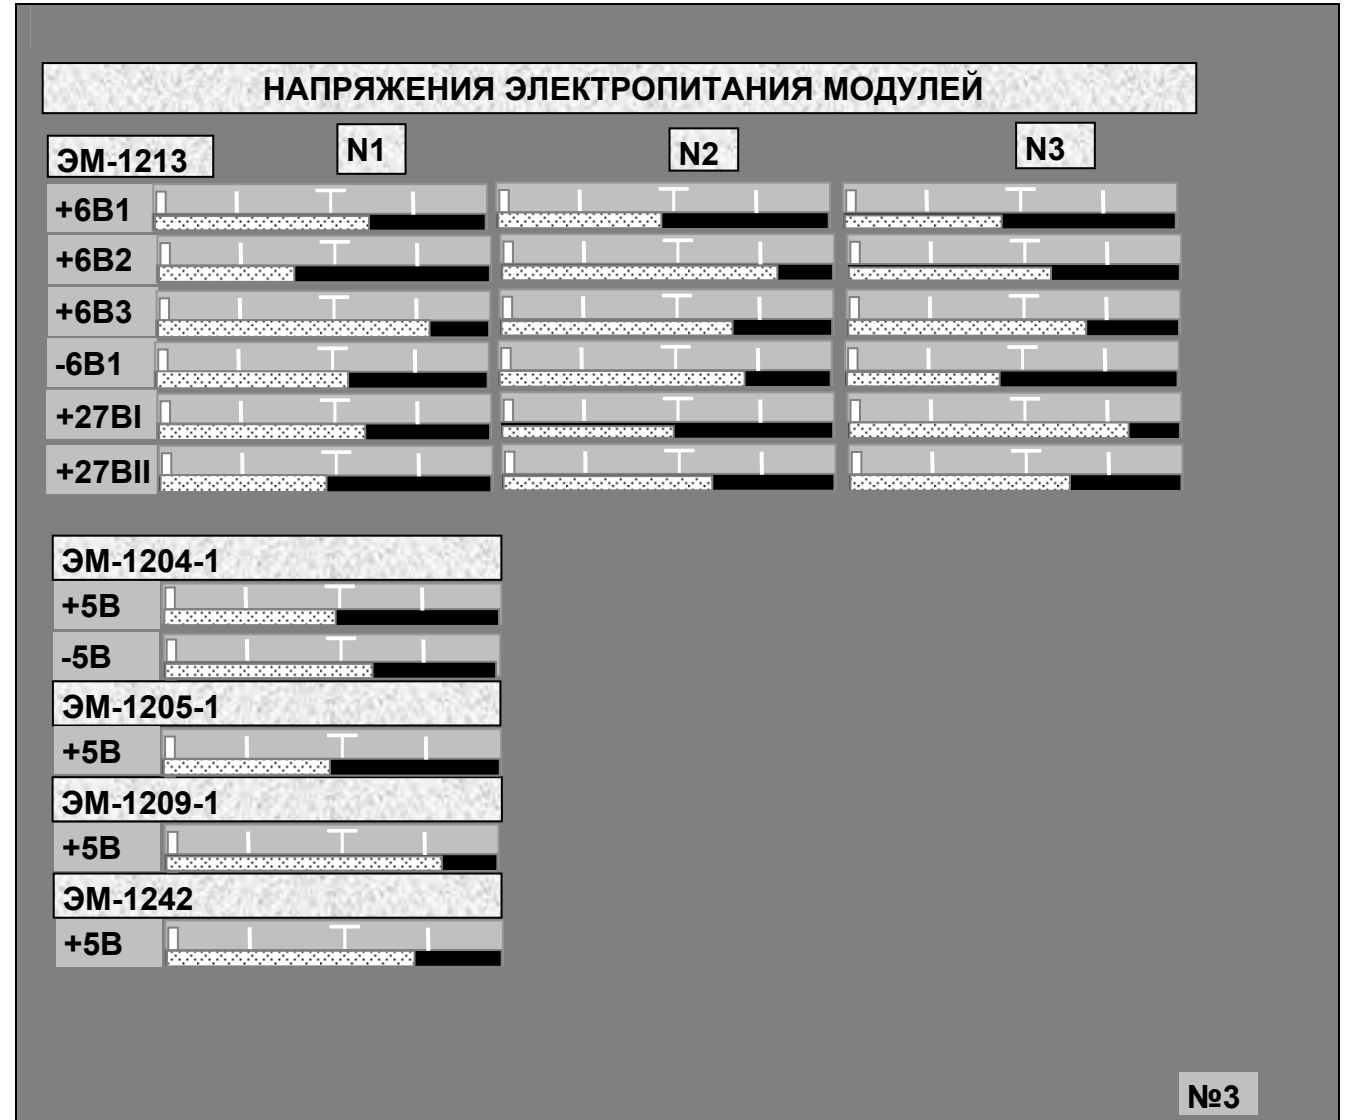 НАПРЯЖЕНИЯ ЭЛЕКТРОПИТАНИЯ МОДУЛЕЙ
ЭМ-1213 N1 N2 N3
+6В1
+6В2
+6В3
-6В1
+27ВI
+27ВII
ЭМ-1204-1
+5В
-5В
ЭМ-1205-1
+5В
ЭМ-1209-1
+5В
ЭМ-1242
+5В
№3